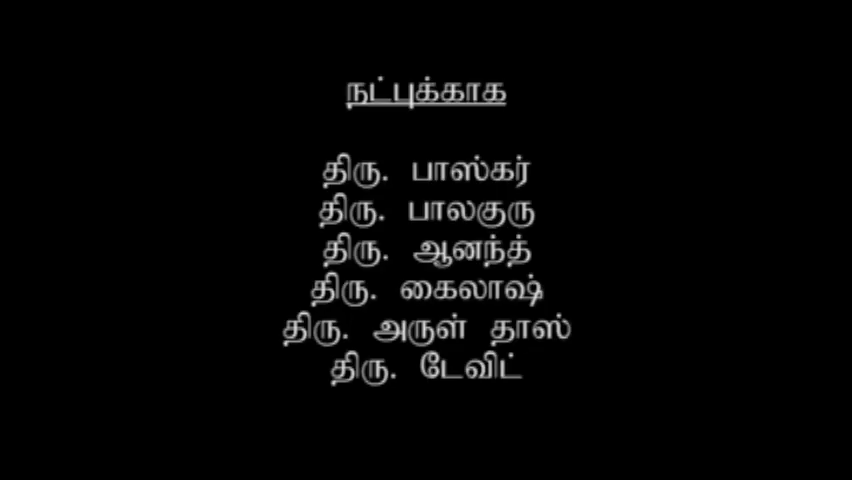 நட்புக்காக
திரு. பாஸ்கர்
திரு. பாலகுரு
திரு. ஆனந்த்
திரு. கைலாஷ்
திரு. அருள் தாஸ்
திரு. டேவிட்